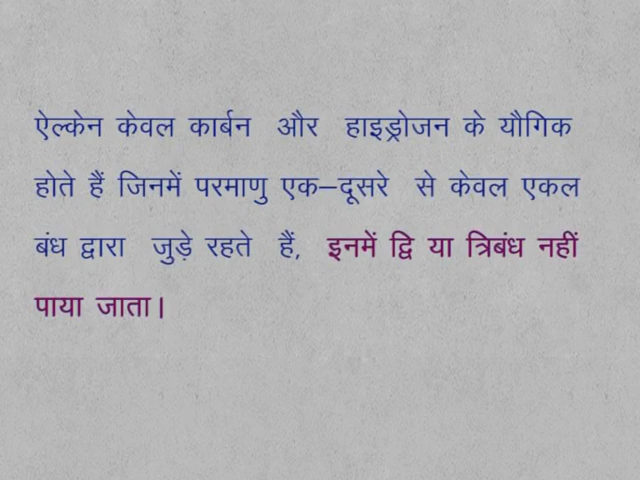 ऐल्केन केवल कार्बन और हाइड्रोजन के यौगिक
होते हैं जिनमें परमाणु एक–दूसरे से केवल एकल
बंध द्वारा जुड़े रहते हैं, इनमें द्वि या त्रिबंध नहीं
पाया जाता।